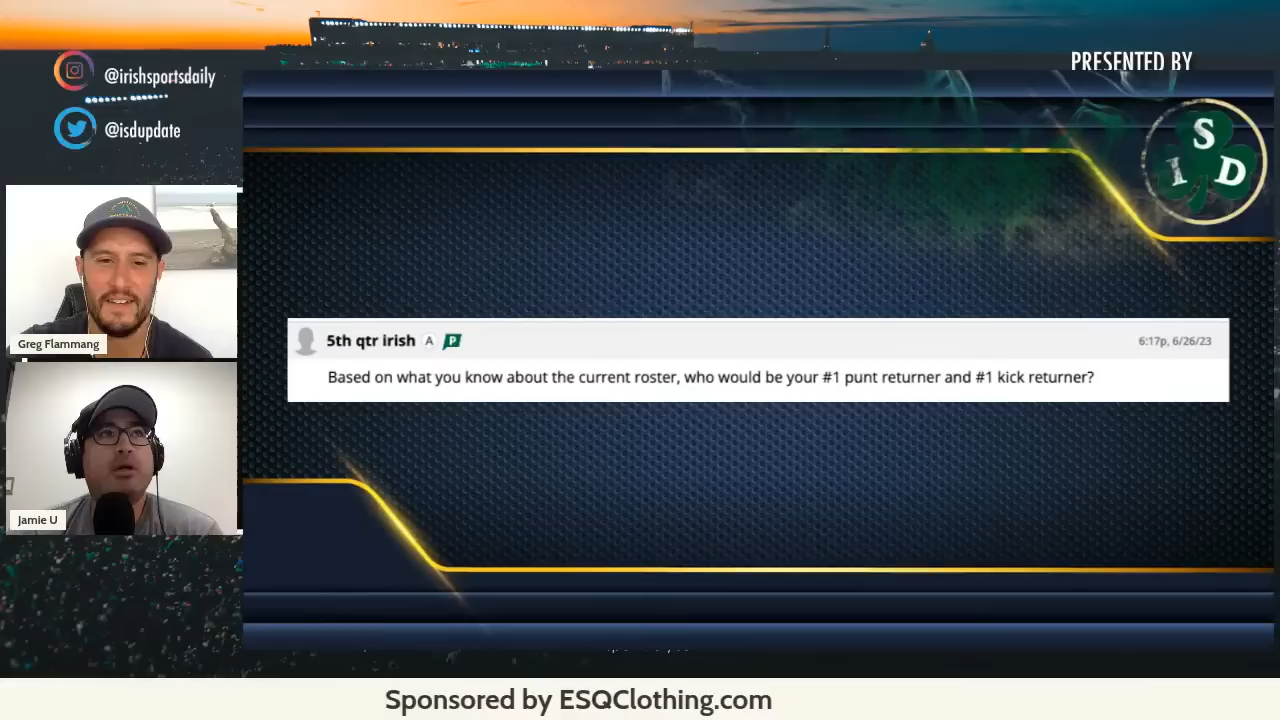 @irishsportsdaily
@isdupdate
PRESENTED BY
I S D
Greg Flammang
Jamie U
5th qtr irish A P
6:17p, 6/26/23
Based on what you know about the current roster, who would be your #1 punt returner and #1 kick returner?
Sponsored by ESQClothing.com